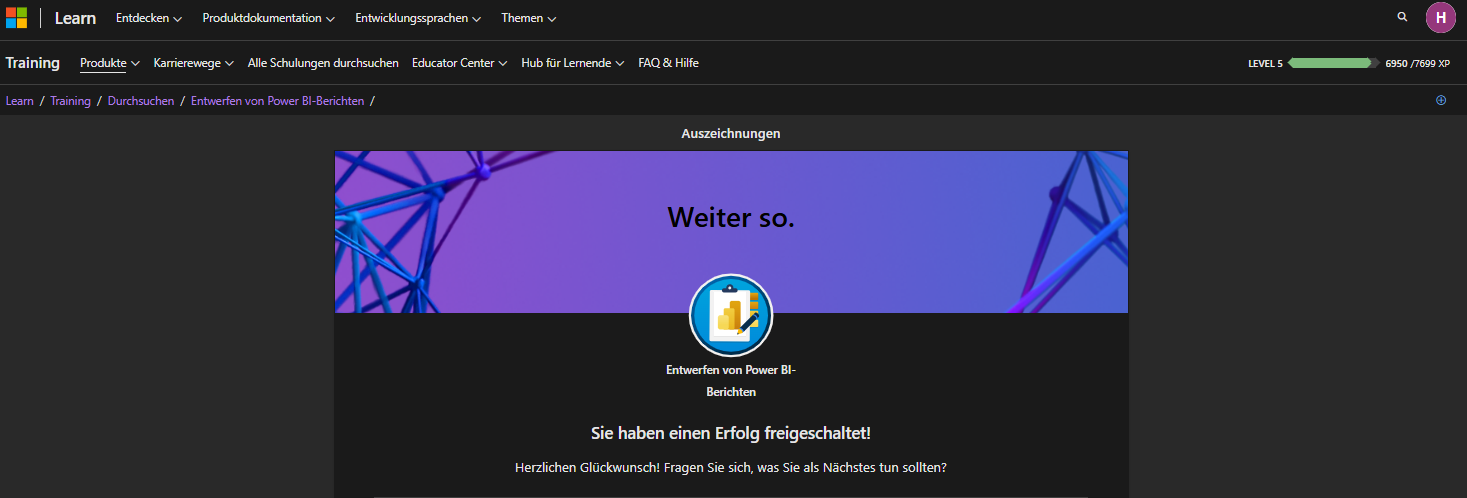 Learn Entdecken Produktdokumentation Entwicklungssprachen Themen H
Training Produkte Karrierewege Alle Schulungen durchsuchen Educator Center Hub für Lernende FAQ & Hilfe LEVEL 5 6950 /7699 XP
Learn / Training / Durchsuchen / Entwerfen von Power BI-Berichten /
Auszeichnungen
Weiter so.
Entwerfen von Power BI-
Berichten
Sie haben einen Erfolg freigeschaltet!
Herzlichen Glückwunsch! Fragen Sie sich, was Sie als Nächstes tun sollten?